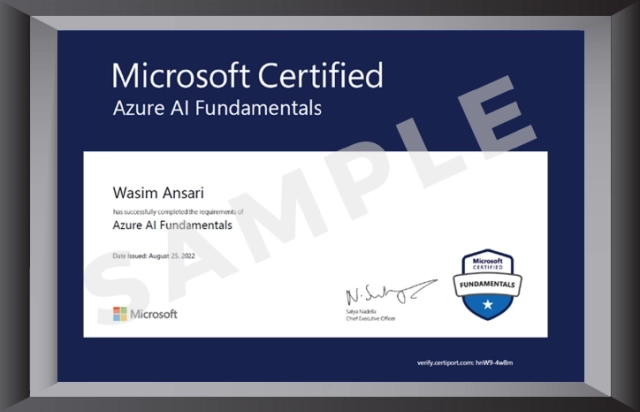 Microsoft Certified
Azure AI Fundamentals
SAMPLE
Wasim Ansari
has successfully completed the requirements of
Azure AI Fundamentals
Date issued: August 25, 2022
Microsoft
Satya Nadella
Chief Executive Officer
Microsoft
CERTIFIED
FUNDAMENTALS
verify.certiport.com: hnW9-4w8m